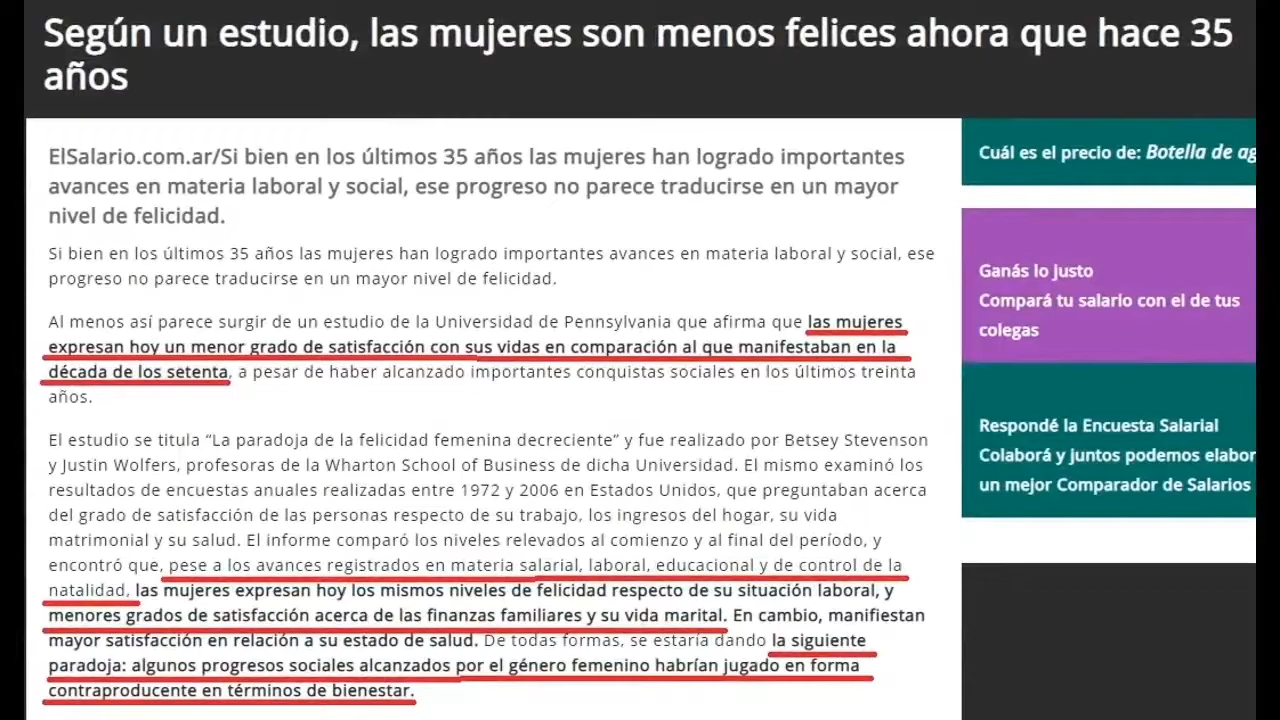 Según un estudio, las mujeres son menos felices ahora que hace 35
años
ElSalario.com.ar/Si bien en los últimos 35 años las mujeres han logrado importantes
avances en materia laboral y social, ese progreso no parece traducirse en un mayor
nivel de felicidad.
Si bien en los últimos 35 años las mujeres han logrado importantes avances en materia laboral y social, ese
progreso no parece traducirse en un mayor nivel de felicidad.
Al menos así parece surgir de un estudio de la Universidad de Pennsylvania que afirma que las mujeres
expresan hoy un menor grado de satisfacción con sus vidas en comparación al que manifestaban en la
década de los setenta, a pesar de haber alcanzado importantes conquistas sociales en los últimos treinta
años.
El estudio se titula “La paradoja de la felicidad femenina decreciente” y fue realizado por Betsey Stevenson
y Justin Wolfers, profesoras de la Wharton School of Business de dicha Universidad. El mismo examinó los
resultados de encuestas anuales realizadas entre 1972 y 2006 en Estados Unidos, que preguntaban acerca
del grado de satisfacción de las personas respecto de su trabajo, los ingresos del hogar, su vida
matrimonial y su salud. El informe comparó los niveles relevados al comienzo y al final del período, y
encontró que, pese a los avances registrados en materia salarial, laboral, educacional y de control de la
natalidad, las mujeres expresan hoy los mismos niveles de felicidad respecto de su situación laboral, y
menores grados de satisfacción acerca de las finanzas familiares y su vida marital. En cambio, manifiestan
mayor satisfacción en relación a su estado de salud. De todas formas, se estaría dando la siguiente
paradoja: algunos progresos sociales alcanzados por el género femenino habrían jugado en forma
contraproducente en términos de bienestar.
Cuál es el precio de: Botella de ag
Ganás lo justo
Compará tu salario con el de tus
colegas
Respondé la Encuesta Salarial
Colaborá y juntos podemos elabor
un mejor Comparador de Salarios